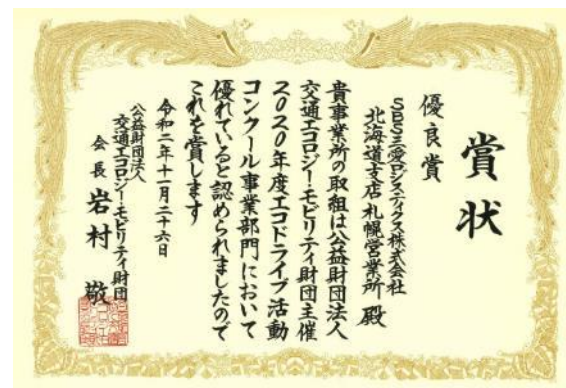 賞状
優良賞
SBS三愛ロジスティクス株式会社
北海道支店札幌営業所 殿
貴事業所の取組は公益財団法人
交通エコロジー・モビリティ財団主催
2020年度エコドライブ活動
コンクール事業部門において
優れていると認められましたので
これを賞します
令和二年十一月二十六日
公益財団法人
交通エコロジー・モビリティ財団
会長 岩村 敬